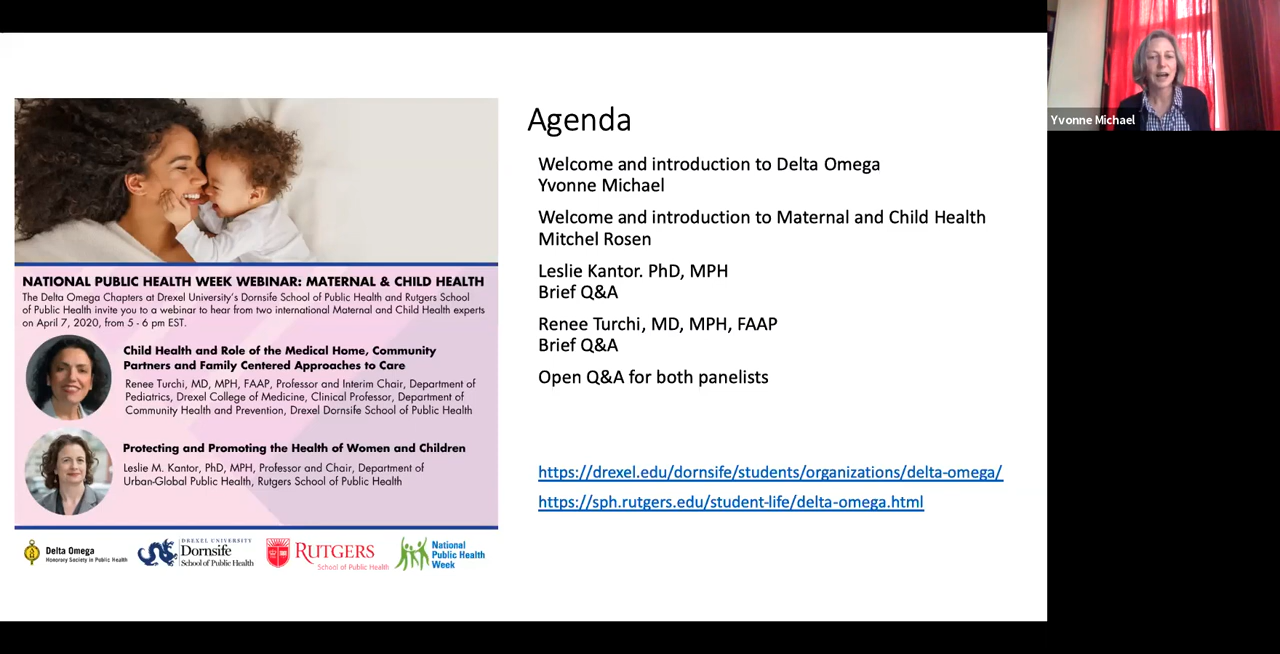 NATIONAL PUBLIC HEALTH WEEK WEBINAR: MATERNAL & CHILD HEALTH
The Delta Omega Chapters at Drexel University's Dornsife School of Public Health and Rutgers School
of Public Health invite you to a webinar to hear from two international Maternal and Child Health experts
on April 7, 2020, from 5 - 6 pm EST.
Child Health and Role of the Medical Home, Community
Partners and Family Centered Approaches to Care
Renee Turchi, MD, MPH, FAAP, Professor and Interim Chair, Department of
Pediatrics, Drexel College of Medicine, Clinical Professor, Department of
Community Health and Prevention, Drexel Dornsife School of Public Health
Protecting and Promoting the Health of Women and Children
Leslie M. Kantor, PhD, MPH, Professor and Chair, Department of
Urban-Global Public Health, Rutgers School of Public Health
Delta Omega
Honorary Society in Public Health
DREXEL UNIVERSITY
Dornsife
School of Public Health
RUTGERS
School of Public Health
National
Public Health
Week
Agenda
Welcome and introduction to Delta Omega
Yvonne Michael
Welcome and introduction to Maternal and Child Health
Mitchel Rosen
Leslie Kantor. PhD, MPH
Brief Q&A
Renee Turchi, MD, MPH, FAAP
Brief Q&A
Open Q&A for both panelists
https://drexel.edu/dornsife/students/organizations/delta-omega/
https://sph.rutgers.edu/student-life/delta-omega.html
Yvonne Michael